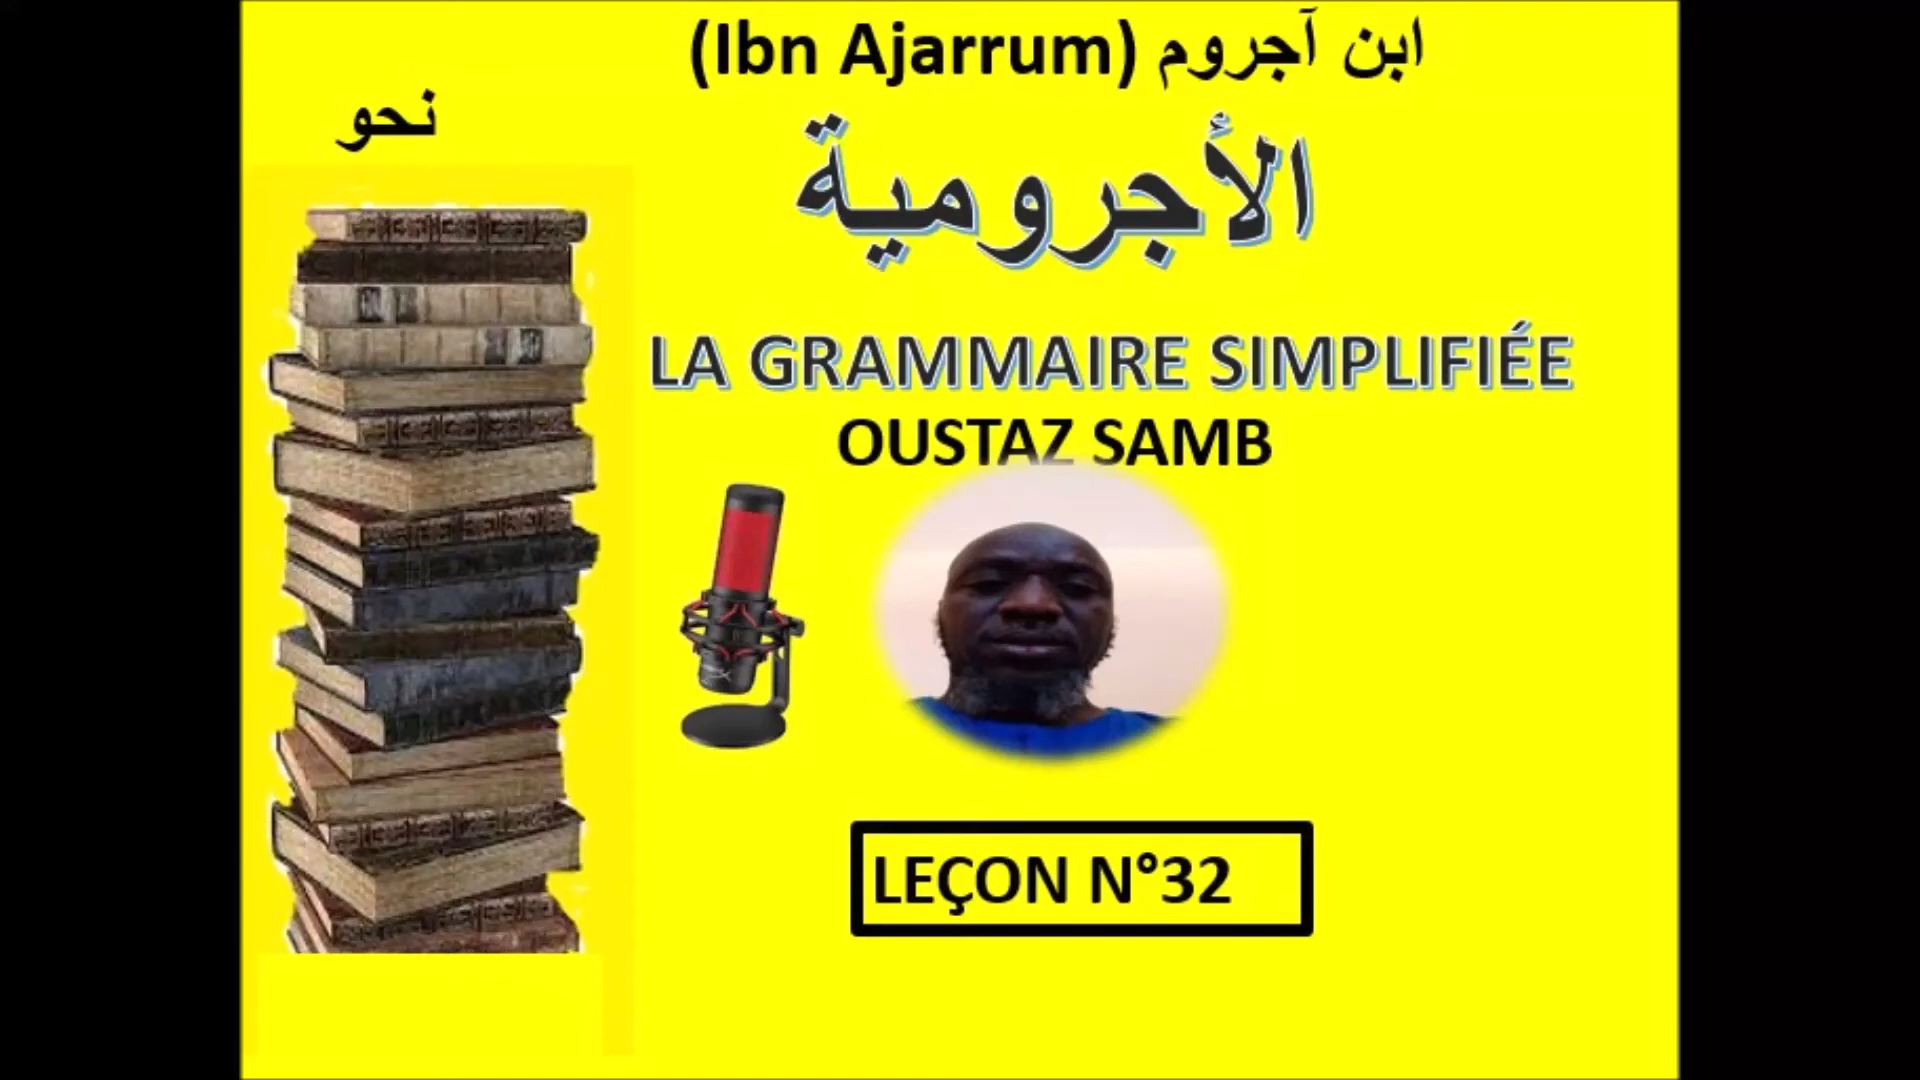 ابن آجروم (Ibn Ajarrum)
نحو
الأجرومية
LA GRAMMAIRE SIMPLIFIÉE
OUSTAZ SAMB
LEÇON N°32